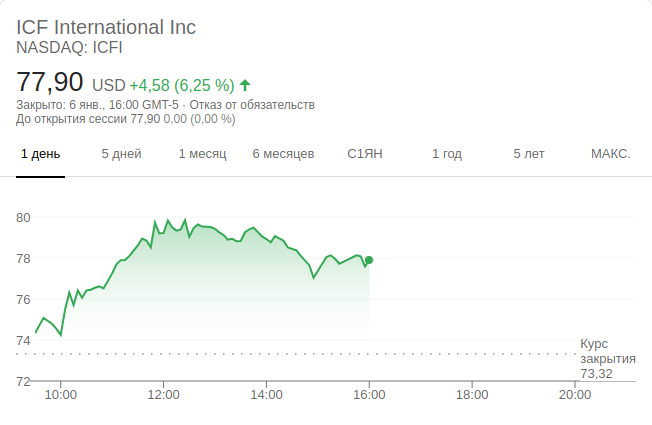 ICF International Inc
NASDAQ: ICFI
77,90 USD +4,58 (6,25 %)
Закрыто: 6 янв., 16:00 GMT-5 · Отказ от обязательств
До открытия сессии 77,90 0,00 (0,00 %)
1 день 5 дней 1 месяц 6 месяцев С1ЯН 1 год 5 лет МАКС.
80
78
76
74
Курс
закрытия
73,32
72
10:00 12:00 14:00 16:00 18:00 20:00